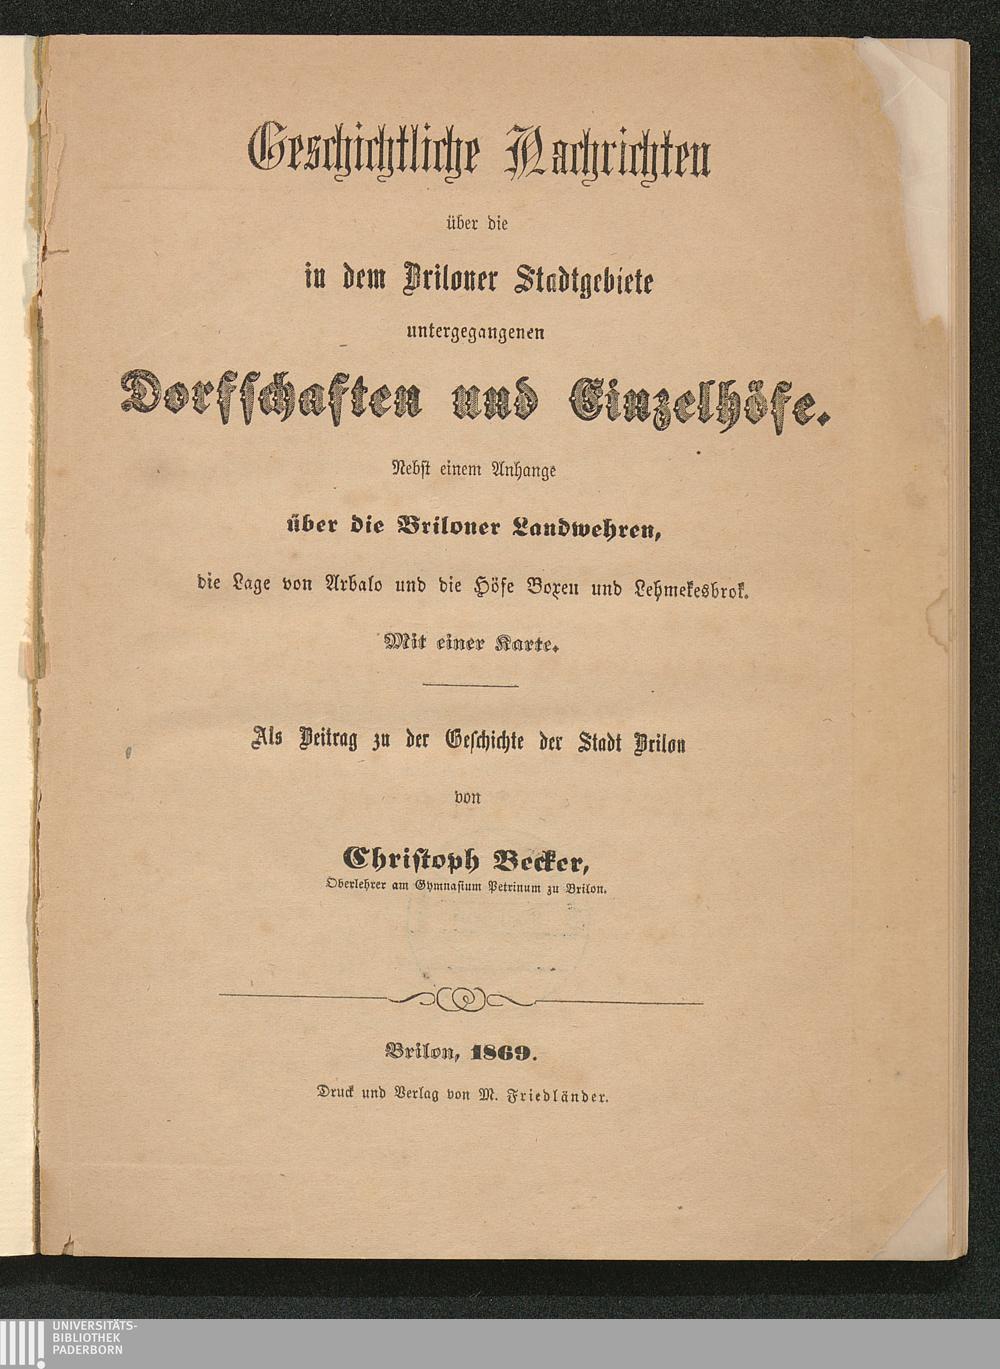 Geschichtliche Nachrichten
über die
in dem Briloner Stadtgebiete
untergegangenen
Dorfschaften und Einzelhöfe.
Nebst einem Anhange
über die Briloner Landwehren,
die Lage von Arbalo und die Höfe Boxen und Lehmekesbrok.
Mit einer Karte.
Als Beitrag zu der Geschichte der Stadt Brilon
von
Christoph Becker,
Oberlehrer am Gymnasium Petrinum zu Brilon.
Brilon, 1869.
Druck und Verlag von M. Friedländer.
UNIVERSITÄTS-
BIBLIOTHEK
PADERBORN